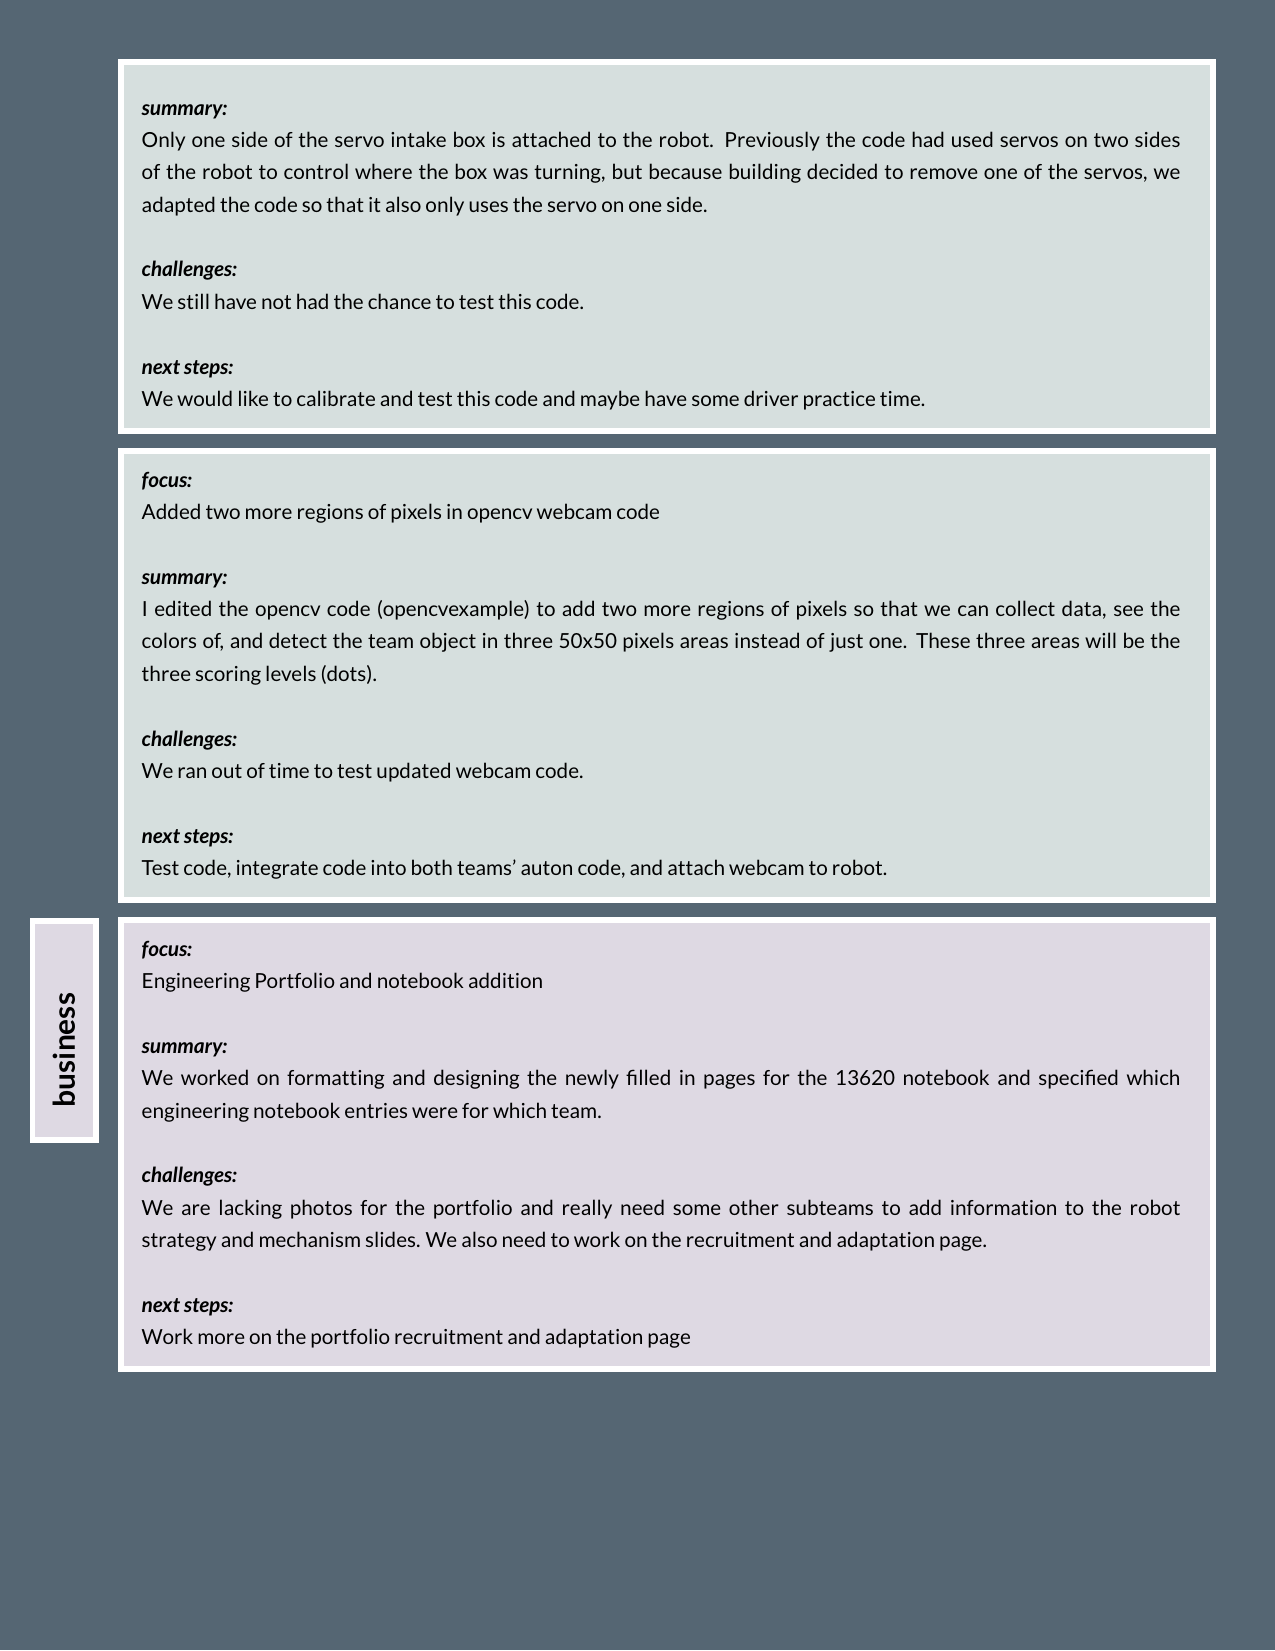 summary:
Only one side of the servo intake box is attached to the robot. Previously the code had used servos on two sides
of the robot to control where the box was turning, but because building decided to remove one of the servos, we
adapted the code so that it also only uses the servo on one side.
challenges:
We still have not had the chance to test this code.
next steps:
We would like to calibrate and test this code and maybe have some driver practice time.
focus:
Added two more regions of pixels in opencv webcam code
summary:
I edited the opencv code (opencvexample) to add two more regions of pixels so that we can collect data, see the
colors of, and detect the team object in three 50x50 pixels areas instead of just one. These three areas will be the
three scoring levels (dots).
challenges:
We ran out of time to test updated webcam code.
next steps:
Test code, integrate code into both teams’ auton code, and attach webcam to robot.
business
focus:
Engineering Portfolio and notebook addition
summary:
We worked on formatting and designing the newly filled in pages for the 13620 notebook and specified which
engineering notebook entries were for which team.
challenges:
We are lacking photos for the portfolio and really need some other subteams to add information to the robot
strategy and mechanism slides. We also need to work on the recruitment and adaptation page.
next steps:
Work more on the portfolio recruitment and adaptation page